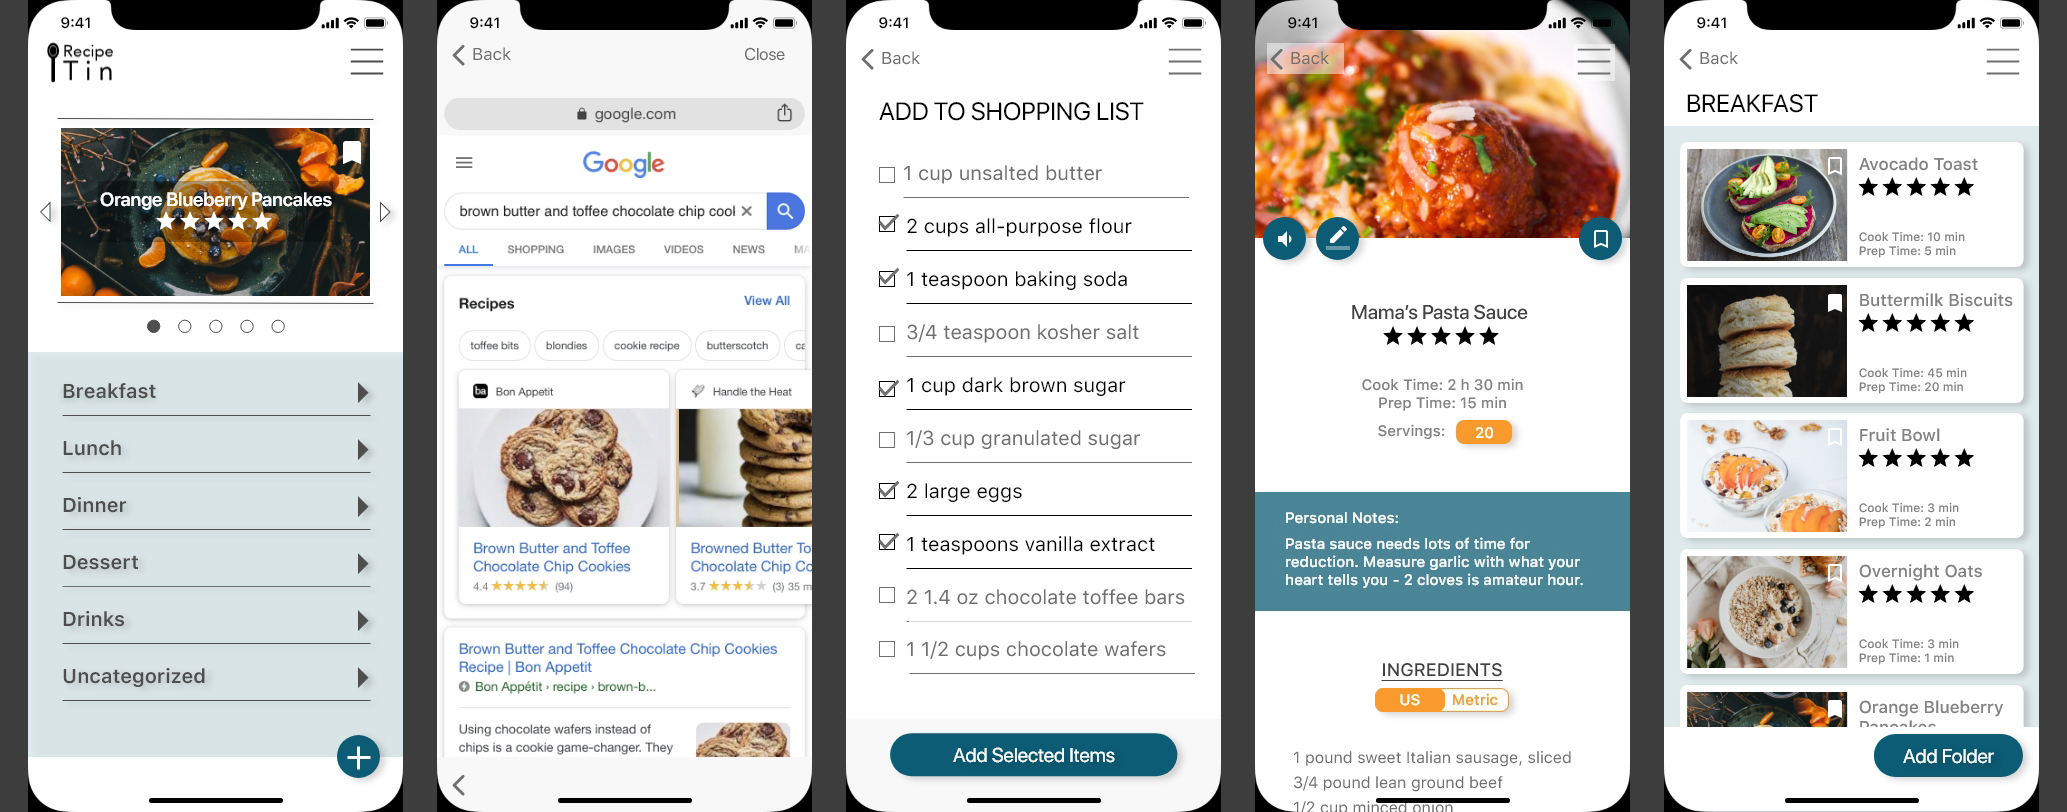 9:41
Recipe
Tin
Orange Blueberry Pancakes
Breakfast
Lunch
Dinner
Dessert
Drinks
Uncategorized
9:41
Back
Close
google.com
Google
brown butter and toffee chocolate chip cook
ALL SHOPPING IMAGES VIDEOS NEWS MA
Recipes
View All
toffee bits blondies cookie recipe butterscotch ca
ba Bon Appetit
Brown Butter and Toffee
Chocolate Chip Cookies
4.4 (94)
Handle the Heat
Browned Butter To
Chocolate Chip Co
3.7 (3) 35 m
Brown Butter and Toffee Chocolate Chip Cookies
Recipe | Bon Appetit
Bon Appétit › recipe › brown-b...
Using chocolate wafers instead of
chips is a cookie game-changer. They
9:41
Back
ADD TO SHOPPING LIST
1 cup unsalted butter
2 cups all-purpose flour
1 teaspoon baking soda
3/4 teaspoon kosher salt
1 cup dark brown sugar
1/3 cup granulated sugar
2 large eggs
1 teaspoons vanilla extract
2 1.4 oz chocolate toffee bars
1 1/2 cups chocolate wafers
Add Selected Items
9:41
Back
Mama's Pasta Sauce
Cook Time: 2 h 30 min
Prep Time: 15 min
Servings: 20
Personal Notes:
Pasta sauce needs lots of time for
reduction. Measure garlic with what your
heart tells you - 2 cloves is amateur hour.
INGREDIENTS
US Metric
1 pound sweet Italian sausage, sliced
3/4 pound lean ground beef
1/2 cup minced onion
9:41
Back
BREAKFAST
Avocado Toast
Cook Time: 10 min
Prep Time: 5 min
Buttermilk Biscuits
Cook Time: 45 min
Prep Time: 20 min
Fruit Bowl
Cook Time: 3 min
Prep Time: 2 min
Overnight Oats
Cook Time: 3 min
Prep Time: 1 min
Orange Blueberry
Pancakes
Add Folder